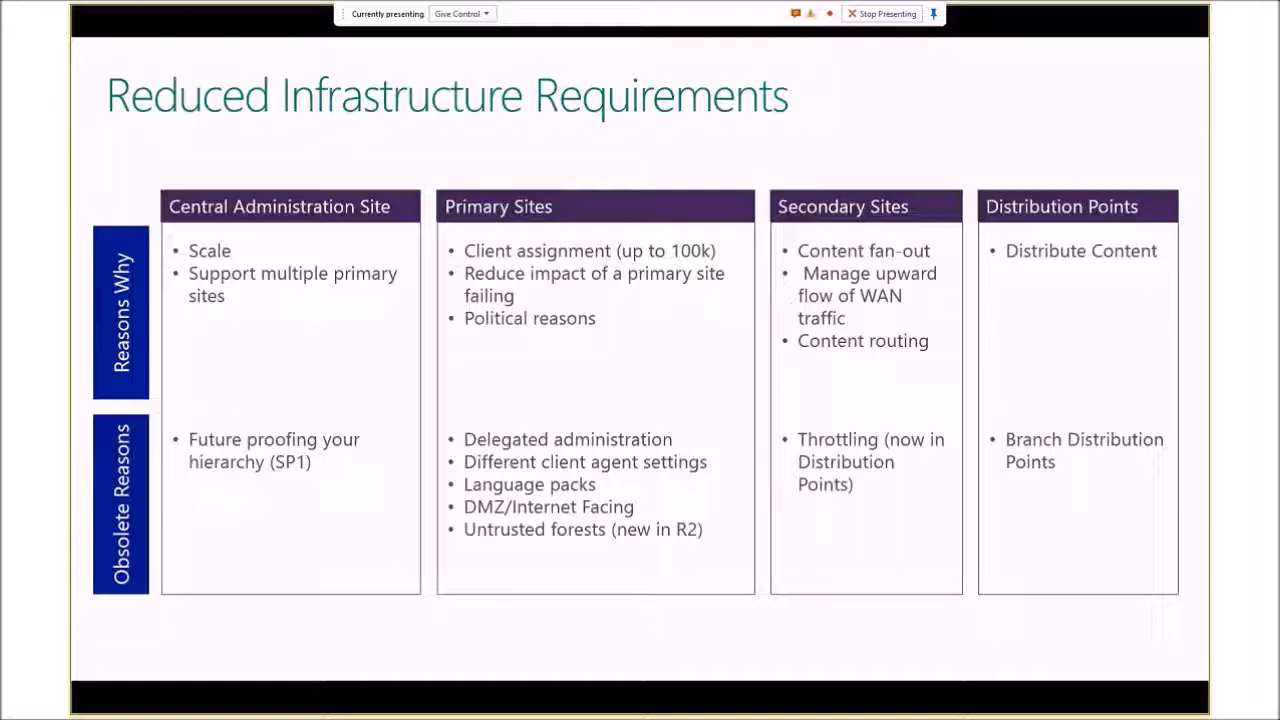 Currently presenting
Give Control
Stop Presenting
Reduced Infrastructure Requirements
Central Administration Site
Primary Sites
Secondary Sites
Distribution Points
Reasons Why
• Scale
• Support multiple primary
sites
• Client assignment (up to 100k)
• Reduce impact of a primary site
failing
• Political reasons
• Content fan-out
• Manage upward
flow of WAN
traffic
• Content routing
• Distribute Content
Obsolete Reasons
• Future proofing your
hierarchy (SP1)
• Delegated administration
• Different client agent settings
• Language packs
• DMZ/Internet Facing
• Untrusted forests (new in R2)
• Throttling (now in
Distribution
Points)
• Branch Distribution
Points